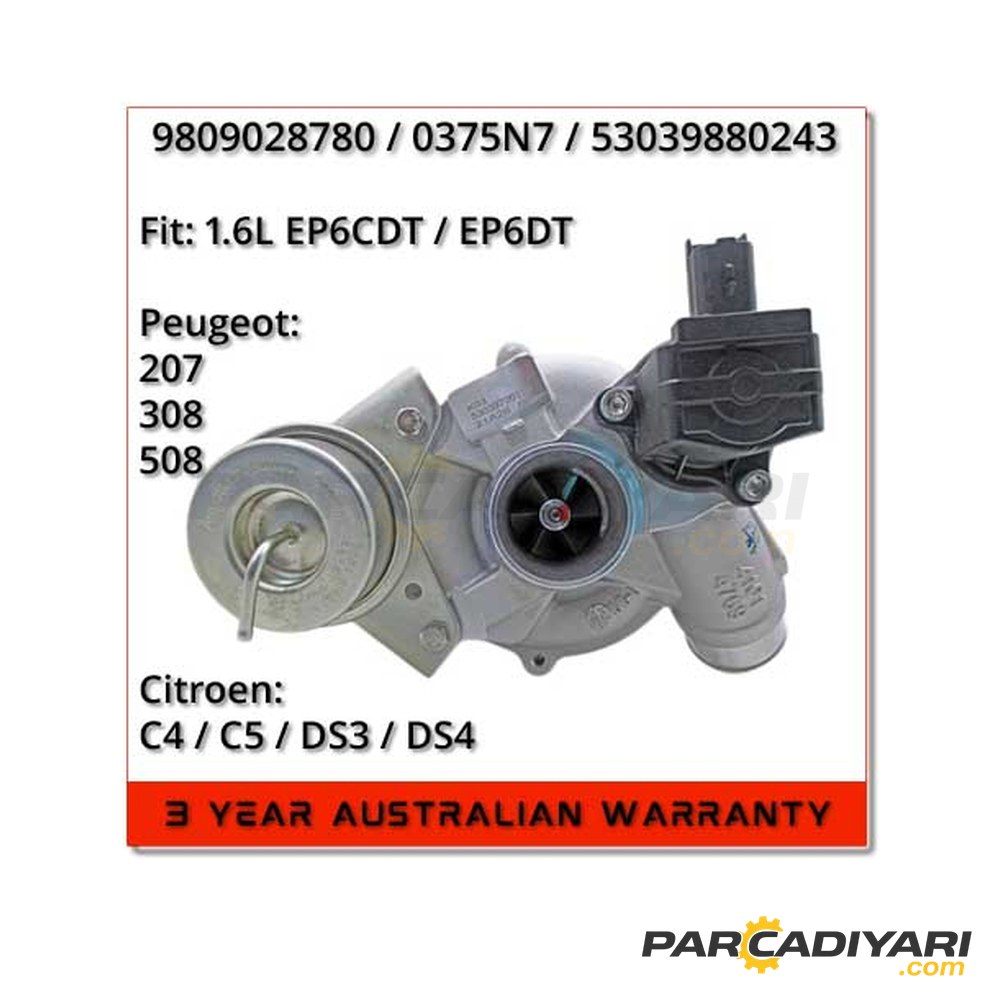 9809028780 / 0375N7 / 53039880243
Fit: 1.6L EP6CDT / EP6DT
Peugeot:
207
308
508
Citroen:
C4 / C5 / DS3 / DS4
3 YEAR AUSTRALIAN WARRANTY
PARCADIYARI
.com